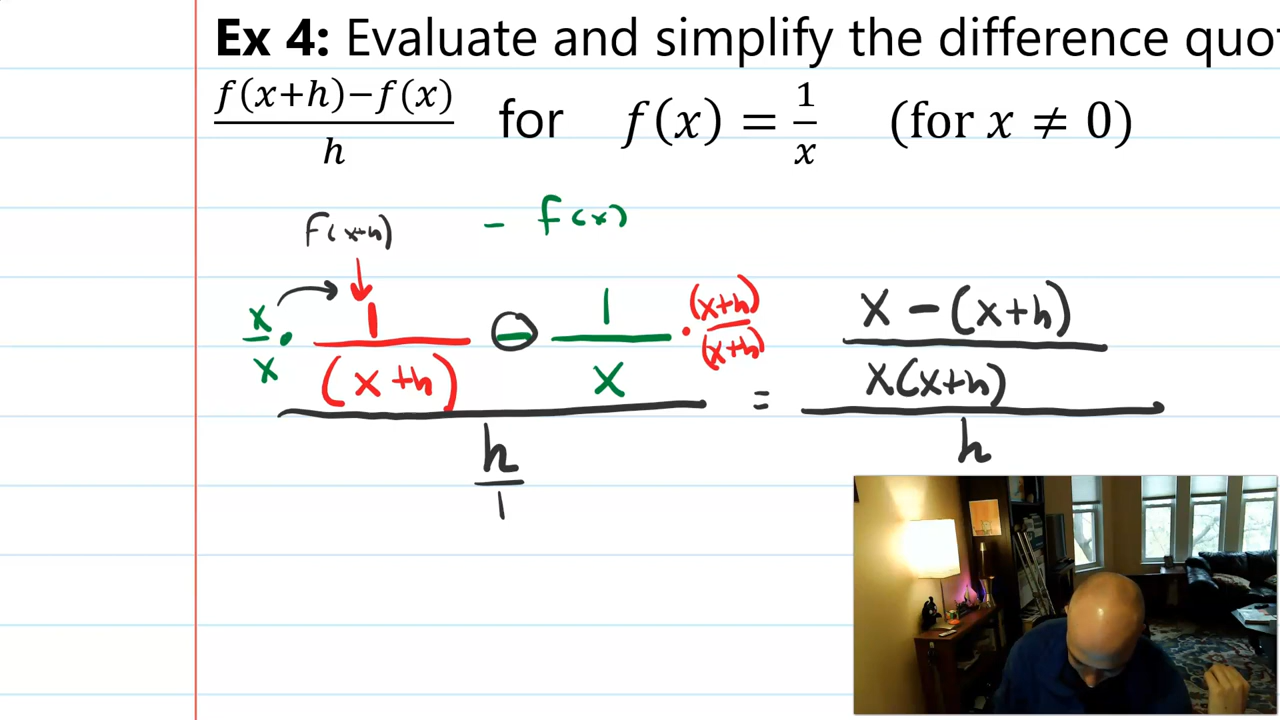 Ex 4: Evaluate and simplify the difference quot
f(x+h)−f(x) / h for f(x) = 1/x (for x ≠ 0)
f(x+h) − f(x)
x/x · 1/(x+h) − 1/x · (x+h)/(x+h)
h/1
= x − (x+h)
x(x+h)
h